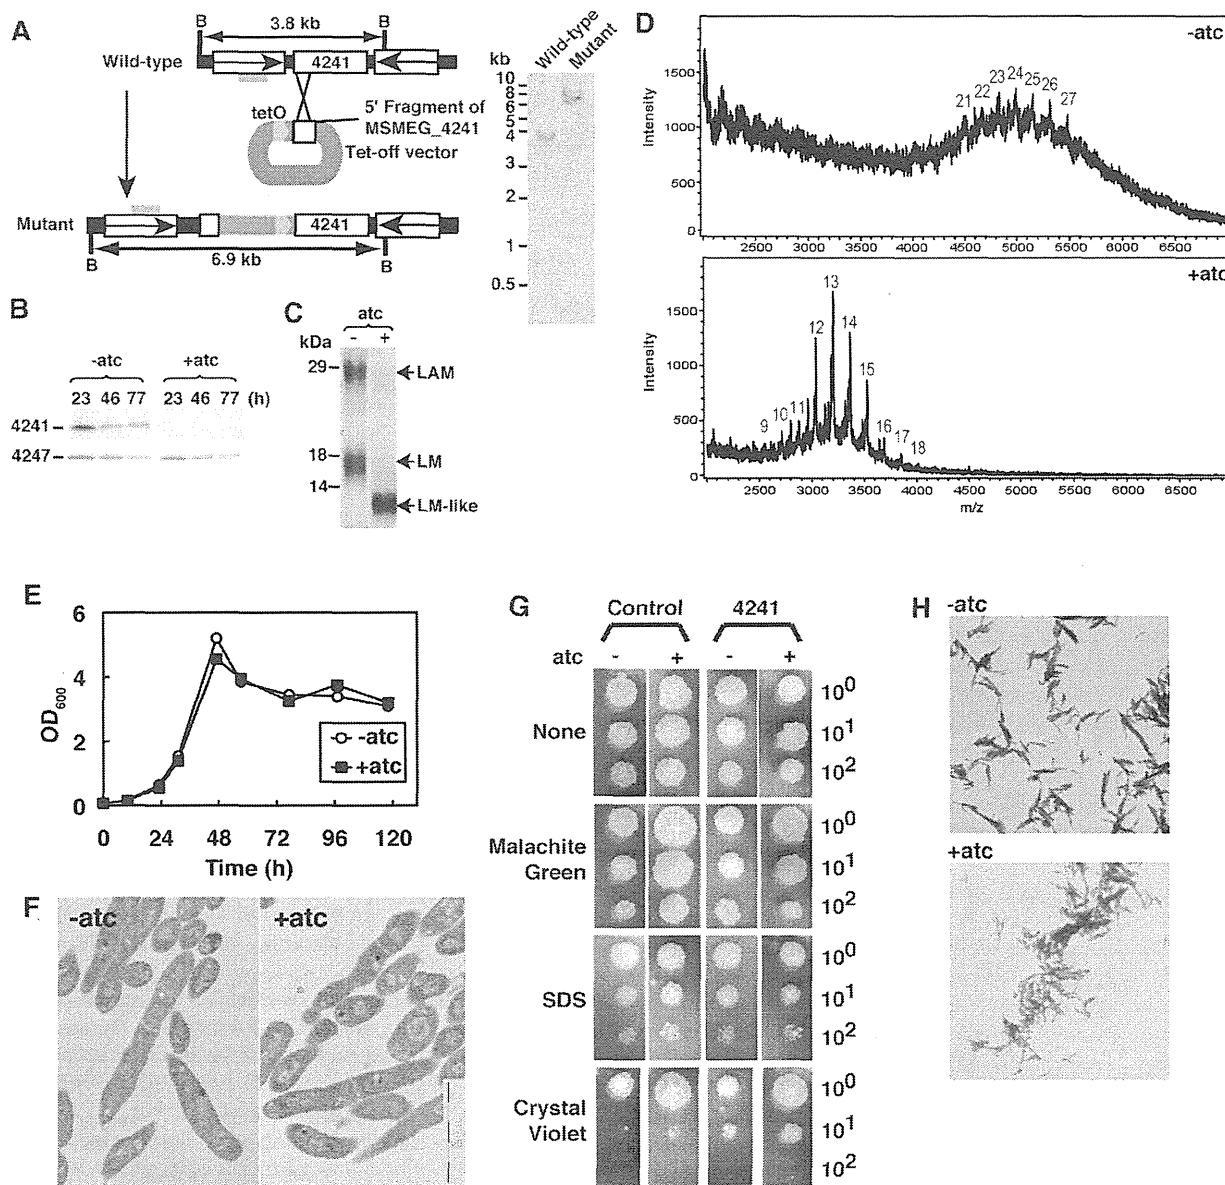 A
B
3.8 kb
B
Wild-type
4241
tetO
5' Fragment of
MSMEG_4241
Tet-off vector
Mutant
4241
B
6.9 kb
B
kb
Wild-type
Mutant
10
8
6
5
4
3
2
1
0.5
B
-atc
+atc
23 46 77 23 46 77 (h)
4241
4247
C
atc
kDa
- +
29
LAM
18
LM
14
LM-like
D
-atc
Intensity
1500
1000
500
0
21 22 23 24 25 26 27
2500 3000 3500 4000 4500 5000 5500 6000 6500
+atc
Intensity
1500
1000
500
0
9 10 11 12 13 14 15 16 17 18
2500 3000 3500 4000 4500 5000 5500 6000 6500
m/z
E
OD600
6
4
2
0
-atc
+atc
0 24 48 72 96 120
Time (h)
F
-atc
+atc
G
Control
4241
atc
- + - +
None
10^0
10^1
10^2
Malachite
Green
10^0
10^1
10^2
SDS
10^0
10^1
10^2
Crystal
Violet
10^0
10^1
10^2
H
-atc
+atc